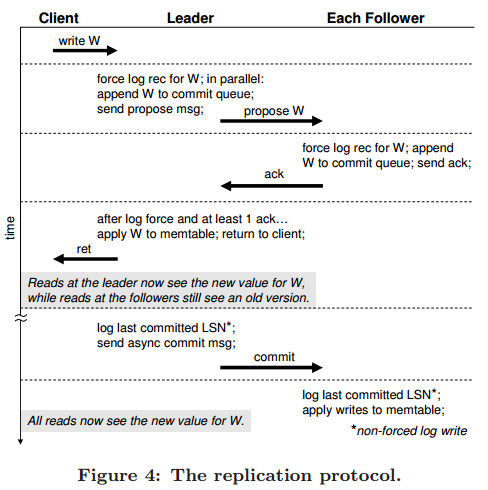 Client Leader Each Follower
write W
force log rec for W; in parallel:
append W to commit queue;
send propose msg;
propose W
force log rec for W; append
W to commit queue; send ack;
ack
after log force and at least 1 ack...
apply W to memtable; return to client;
ret
Reads at the leader now see the new value for W,
while reads at the followers still see an old version.
time
log last committed LSN*;
send async commit msg;
commit
log last committed LSN*;
apply writes to memtable;
All reads now see the new value for W.
*non-forced log write
Figure 4: The replication protocol.